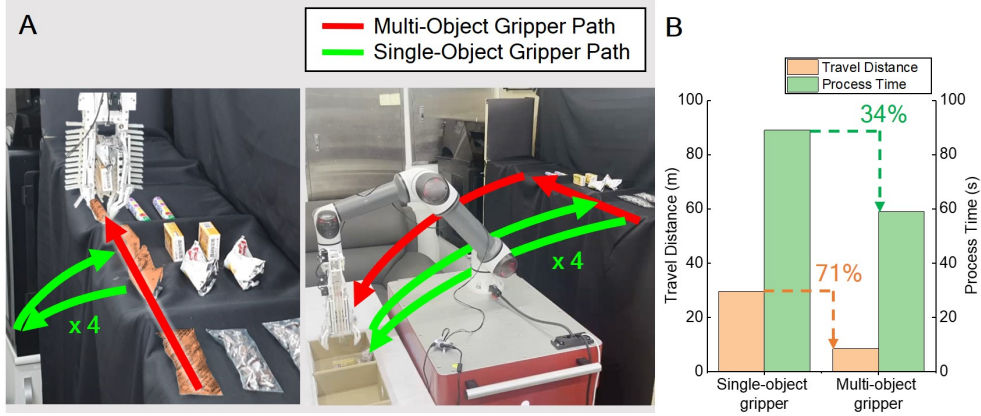 A
Multi-Object Gripper Path
Single-Object Gripper Path
x 4
x 4
B
Travel Distance
Process Time
100
80
60
40
20
0
Travel Distance (m)
100
80
60
40
20
0
Process Time (s)
34%
71%
Single-object
gripper
Multi-object
gripper